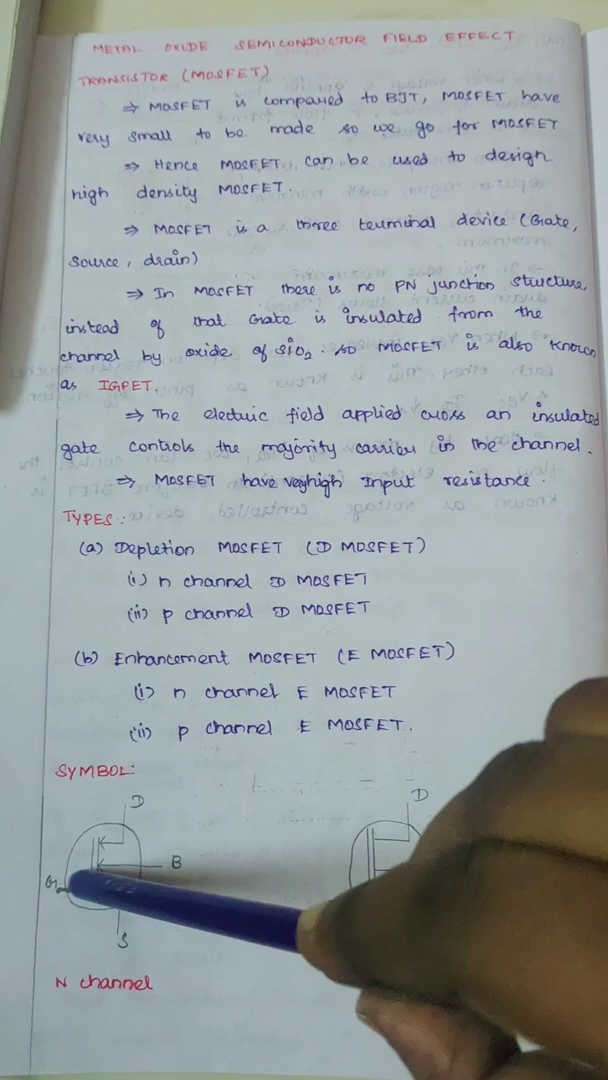 METAL OXIDE SEMICONDUCTOR FIELD EFFECT
TRANSISTOR (MOSFET)
⇒ MOSFET is compared to BJT, MOSFET have
very small to be made so we go for MOSFET
⇒ Hence MOSFET can be used to design
high density MOSFET.
⇒ MOSFET is a three terminal device (Gate,
source, drain)
⇒ In MOSFET there is no PN junction structure,
instead of that Gate is insulated from the
channel by oxide of SiO2. so MOSFET is also known
as IGFET.
⇒ The electric field applied cross an insulated
gate controls the majority carrier in the channel.
⇒ MOSFET have veyhigh Input resistance.
TYPES:
(a) Depletion MOSFET (D MOSFET)
(i) n channel D MOSFET
(ii) p channel D MOSFET
(b) Enhancement MOSFET (E MOSFET)
(i) n channel E MOSFET
(ii) p channel E MOSFET.
SYMBOL:
D D
B
G
S
N channel